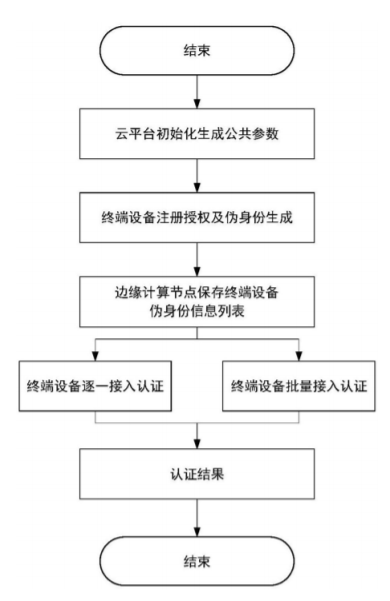 结束
云平台初始化生成公共参数
终端设备注册授权及伪身份生成
边缘计算节点保存终端设备
伪身份信息列表
终端设备逐一接入认证
终端设备批量接入认证
认证结果
结束